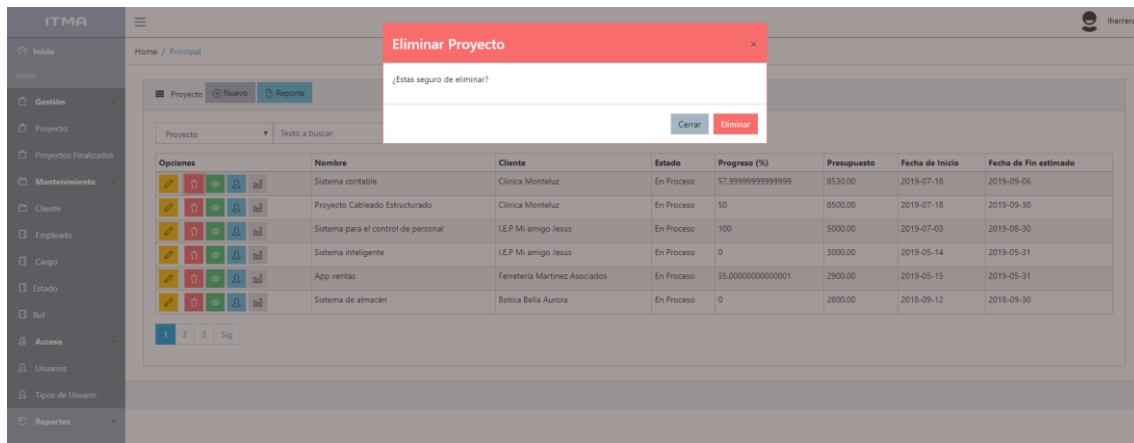 ITMA
lherrera
Inicio
Home / Principal
MENÚ
Gestión
Proyecto
Proyectos Finalizados
Mantenimiento
Cliente
Empleado
Cargo
Estado
Rol
Acceso
Usuarios
Tipos de Usuario
Reportes
Eliminar Proyecto ×
¿Estas seguro de eliminar?
Cerrar Eliminar
Proyecto Nuevo Reporte
Proyecto Texto a buscar
Opciones Nombre Cliente Estado Progreso (%) Presupuesto Fecha de Inicio Fecha de Fin estimado
Sistema contable Clinica Monteluz En Proceso 57.99999999999999 8530.00 2019-07-18 2019-09-06
Proyecto Cableado Estructurado Clinica Monteluz En Proceso 50 8500.00 2019-07-18 2019-09-30
Sistema para el control de personal I.E.P Mi amigo Jesus En Proceso 100 5000.00 2019-07-03 2019-08-30
Sistema inteligente I.E.P Mi amigo Jesus En Proceso 0 3000.00 2019-05-14 2019-05-31
App ventas Ferretería Martinez Asociados En Proceso 55.00000000000001 2900.00 2019-05-15 2019-05-31
Sistema de almacén Botica Bella Aurora En Proceso 0 2800.00 2018-09-12 2018-09-30
1 2 3 Sig